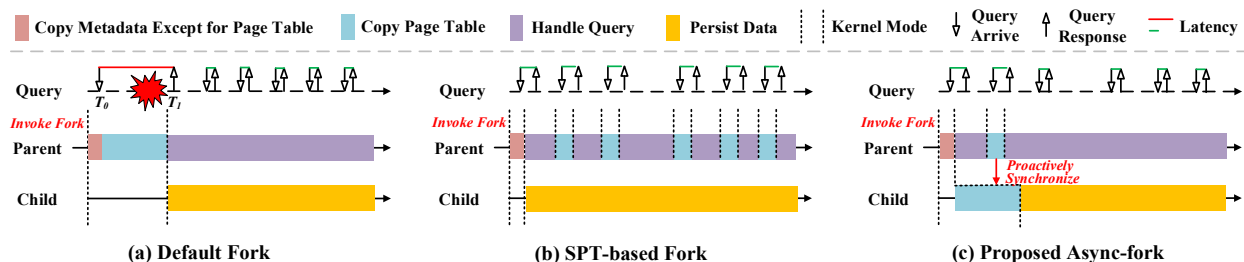 Copy Metadata Except for Page Table Copy Page Table Handle Query Persist Data Kernel Mode Query Arrive Query Response Latency
Query T0 T1
Invoke Fork
Parent
Child
(a) Default Fork
Query
Invoke Fork
Parent
Child
(b) SPT-based Fork
Query
Invoke Fork
Parent
Proactively
Synchronize
Child
(c) Proposed Async-fork